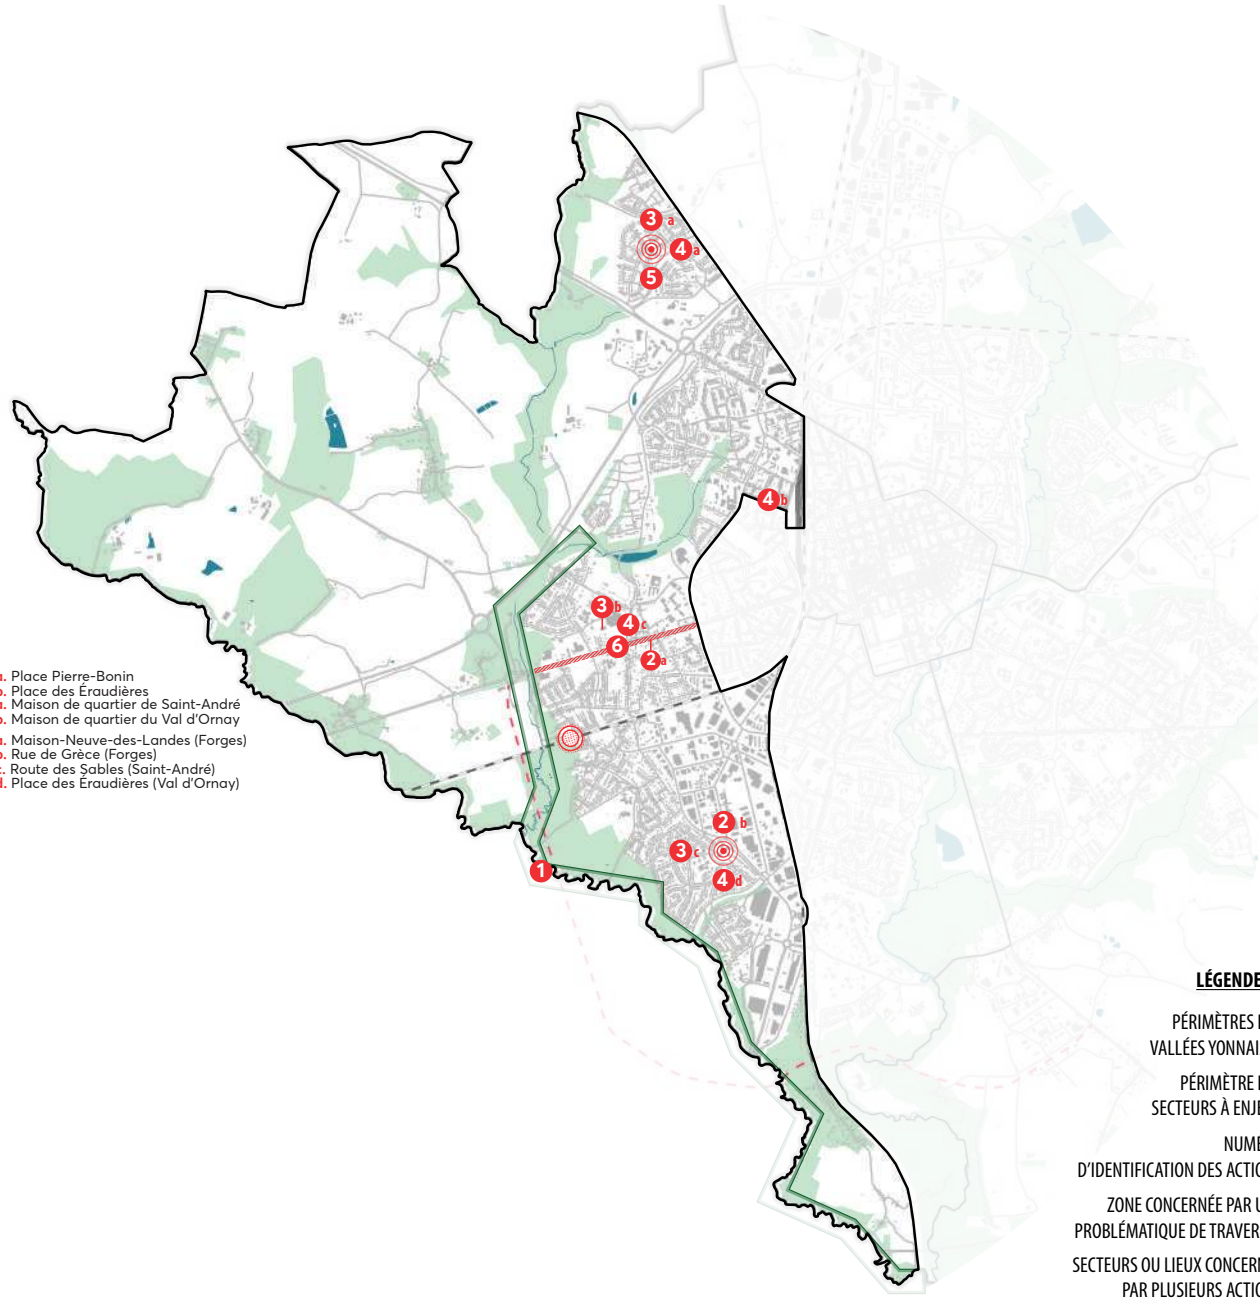 3 a
4 a
5
4 b
3 b
4 c
6
2 a
a. Place Pierre-Bonin
b. Place des Éraudières
a. Maison de quartier de Saint-André
b. Maison de quartier du Val d'Ornay
a. Maison-Neuve-des-Landes (Forges)
b. Rue de Grèce (Forges)
c. Route des Sables (Saint-André)
d. Place des Éraudières (Val d'Ornay)
2 b
3 c
4 d
1
LÉGENDE
PÉRIMÈTRES
VALLÉES YONNAI
PÉRIMÈTRE
SECTEURS À ENJE
NUMÉ
D'IDENTIFICATION DES ACTIO
ZONE CONCERNÉE PAR U
PROBLÉMATIQUE DE TRAVER
SECTEURS OU LIEUX CONCER
PAR PLUSIEURS ACTIO